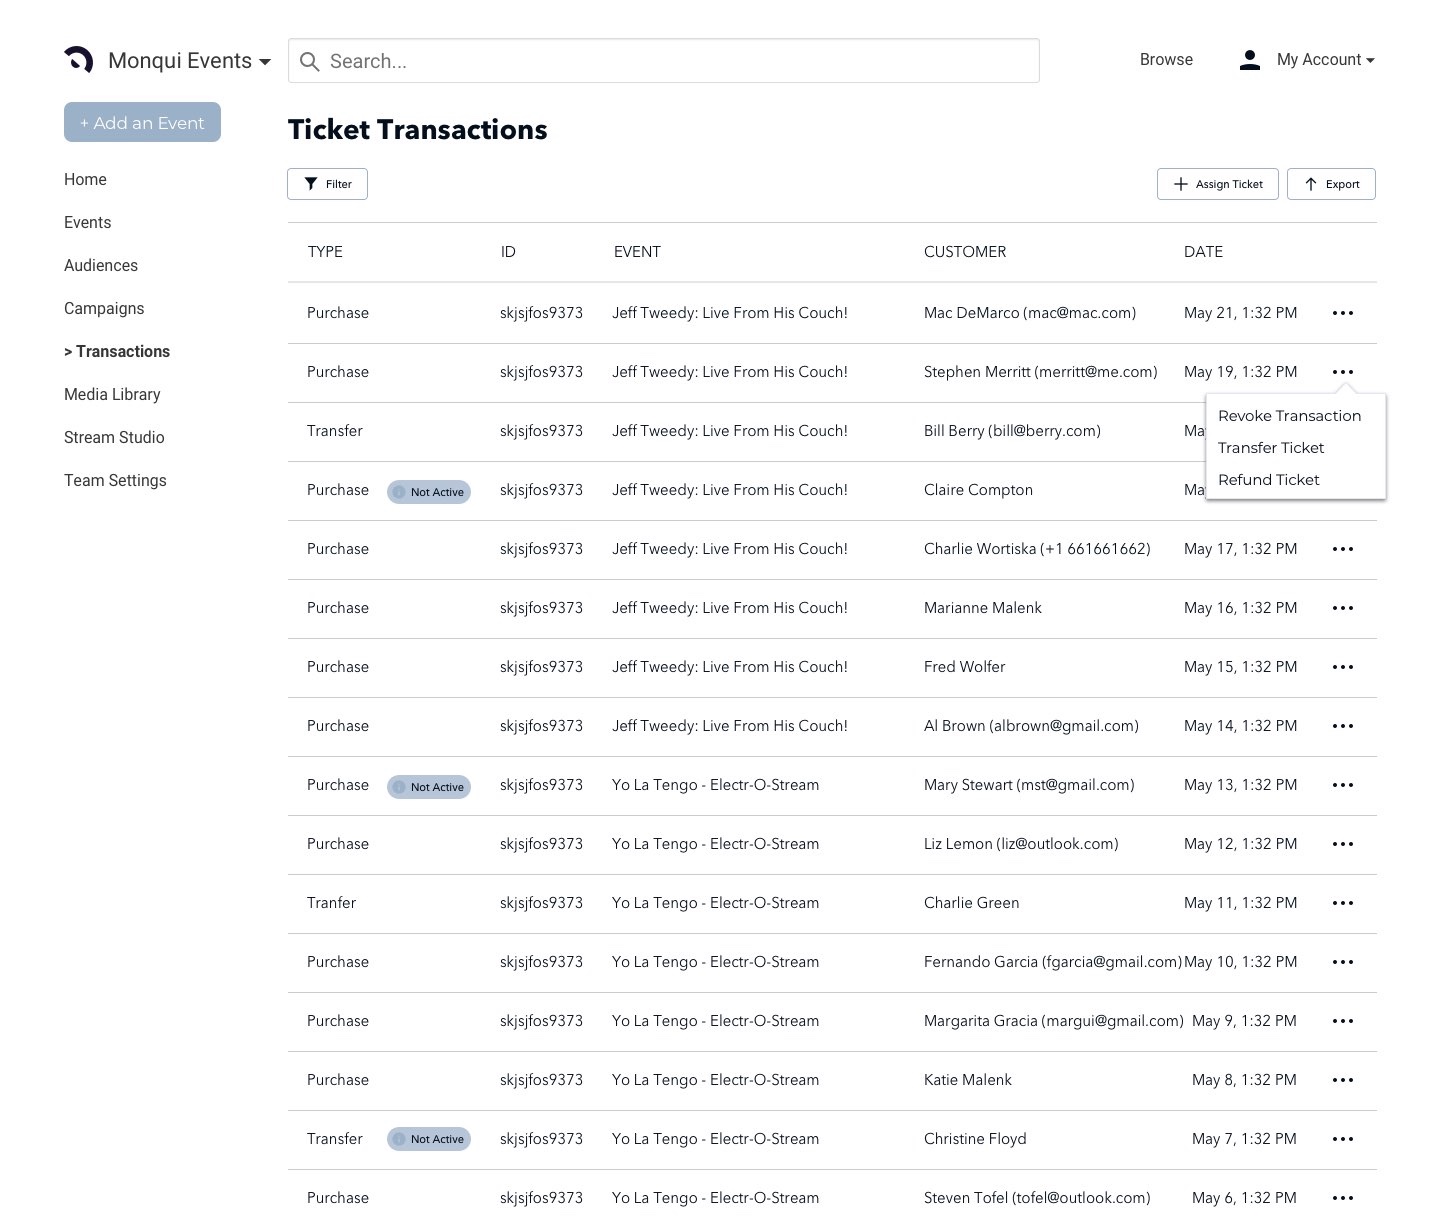 Monqui Events
Search...
Browse
My Account
+ Add an Event
Home
Events
Audiences
Campaigns
> Transactions
Media Library
Stream Studio
Team Settings
Ticket Transactions
Filter
Assign Ticket
Export
TYPE ID EVENT CUSTOMER DATE
Purchase skjsjfos9373 Jeff Tweedy: Live From His Couch! Mac DeMarco (mac@mac.com) May 21, 1:32 PM
Purchase skjsjfos9373 Jeff Tweedy: Live From His Couch! Stephen Merritt (merritt@me.com) May 19, 1:32 PM
Revoke Transaction
Transfer Ticket
Refund Ticket
Transfer skjsjfos9373 Jeff Tweedy: Live From His Couch! Bill Berry (bill@berry.com)
Purchase Not Active skjsjfos9373 Jeff Tweedy: Live From His Couch! Claire Compton
Purchase skjsjfos9373 Jeff Tweedy: Live From His Couch! Charlie Wortiska (+1 661661662) May 17, 1:32 PM
Purchase skjsjfos9373 Jeff Tweedy: Live From His Couch! Marianne Malenk May 16, 1:32 PM
Purchase skjsjfos9373 Jeff Tweedy: Live From His Couch! Fred Wolfer May 15, 1:32 PM
Purchase skjsjfos9373 Jeff Tweedy: Live From His Couch! Al Brown (albrown@gmail.com) May 14, 1:32 PM
Purchase Not Active skjsjfos9373 Yo La Tengo - Electr-O-Stream Mary Stewart (mst@gmail.com) May 13, 1:32 PM
Purchase skjsjfos9373 Yo La Tengo - Electr-O-Stream Liz Lemon (liz@outlook.com) May 12, 1:32 PM
Tranfer skjsjfos9373 Yo La Tengo - Electr-O-Stream Charlie Green May 11, 1:32 PM
Purchase skjsjfos9373 Yo La Tengo - Electr-O-Stream Fernando Garcia (fgarcia@gmail.com) May 10, 1:32 PM
Purchase skjsjfos9373 Yo La Tengo - Electr-O-Stream Margarita Gracia (margui@gmail.com) May 9, 1:32 PM
Purchase skjsjfos9373 Yo La Tengo - Electr-O-Stream Katie Malenk May 8, 1:32 PM
Transfer Not Active skjsjfos9373 Yo La Tengo - Electr-O-Stream Christine Floyd May 7, 1:32 PM
Purchase skjsjfos9373 Yo La Tengo - Electr-O-Stream Steven Tofel (tofel@outlook.com) May 6, 1:32 PM